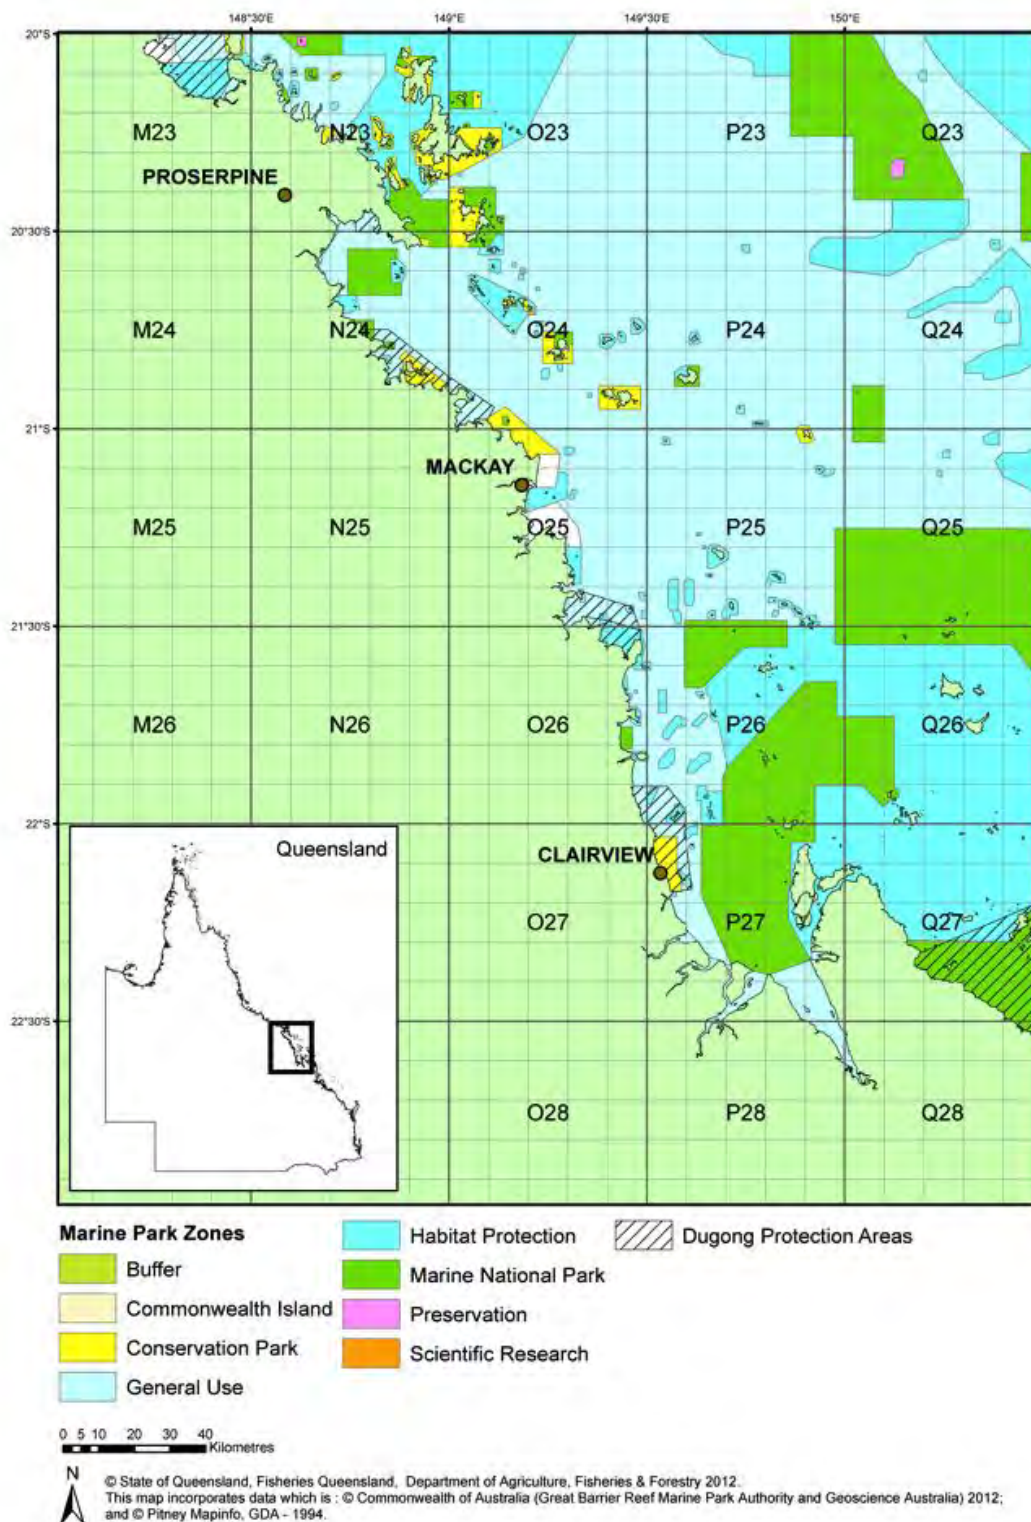 148°30'E 149°E 149°30'E 150°E
20°S
M23 N23 O23 P23 Q23
PROSERPINE
20°30'S
M24 N24 O24 P24 Q24
21°S
MACKAY
M25 N25 O25 P25 Q25
21°30'S
M26 N26 O26 P26 Q26
22°S
Queensland
CLAIRVIEW
O27 P27 Q27
22°30'S
O28 P28 Q28
Marine Park Zones
Buffer
Commonwealth Island
Conservation Park
General Use
Habitat Protection
Marine National Park
Preservation
Scientific Research
Dugong Protection Areas
0 5 10 20 30 40
Kilometres
N
© State of Queensland, Fisheries Queensland, Department of Agriculture, Fisheries & Forestry 2012.
This map incorporates data which is : © Commonwealth of Australia (Great Barrier Reef Marine Park Authority and Geoscience Australia) 2012;
and © Pitney Mapinfo, GDA - 1994.